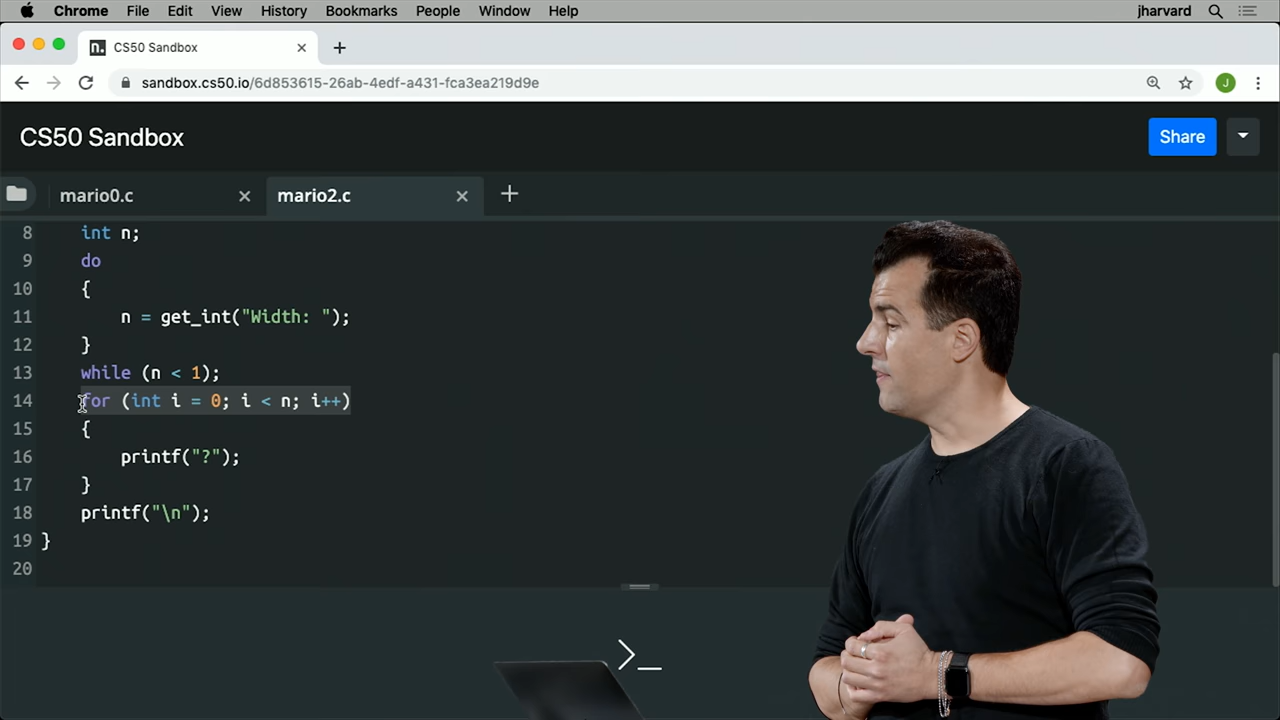 Chrome File Edit View History Bookmarks People Window Help jharvard
n. CS50 Sandbox × +
sandbox.cs50.io/6d853615-26ab-4edf-a431-fca3ea219d9e J
CS50 Sandbox Share
mario0.c × mario2.c × +
8 int n;
9 do
10 {
11 n = get_int("Width: ");
12 }
13 while (n < 1);
14 for (int i = 0; i < n; i++)
15 {
16 printf("?");
17 }
18 printf("\n");
19 }
20
>_